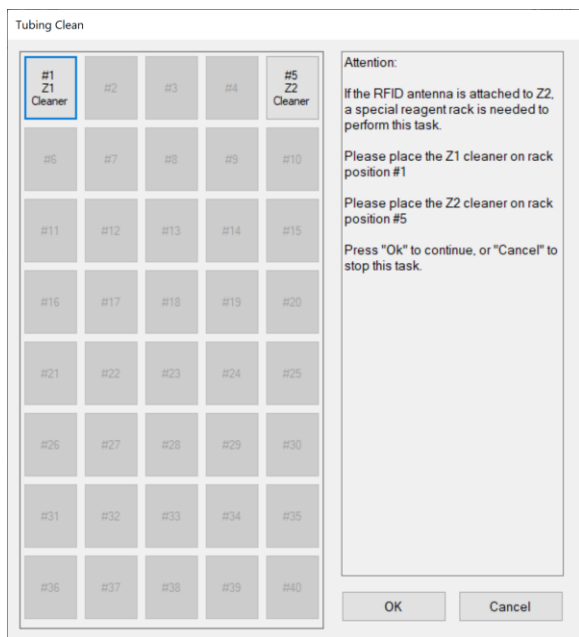 Tubing Clean
#1
Z1
Cleaner
#2
#3
#4
#5
Z2
Cleaner
#6
#7
#8
#9
#10
#11
#12
#13
#14
#15
#16
#17
#18
#19
#20
#21
#22
#23
#24
#25
#26
#27
#28
#29
#30
#31
#32
#33
#34
#35
#36
#37
#38
#39
#40
Attention:
If the RFID antenna is attached to Z2,
a special reagent rack is needed to
perform this task.
Please place the Z1 cleaner on rack
position #1
Please place the Z2 cleaner on rack
position #5
Press "Ok" to continue, or "Cancel" to
stop this task.
OK
Cancel